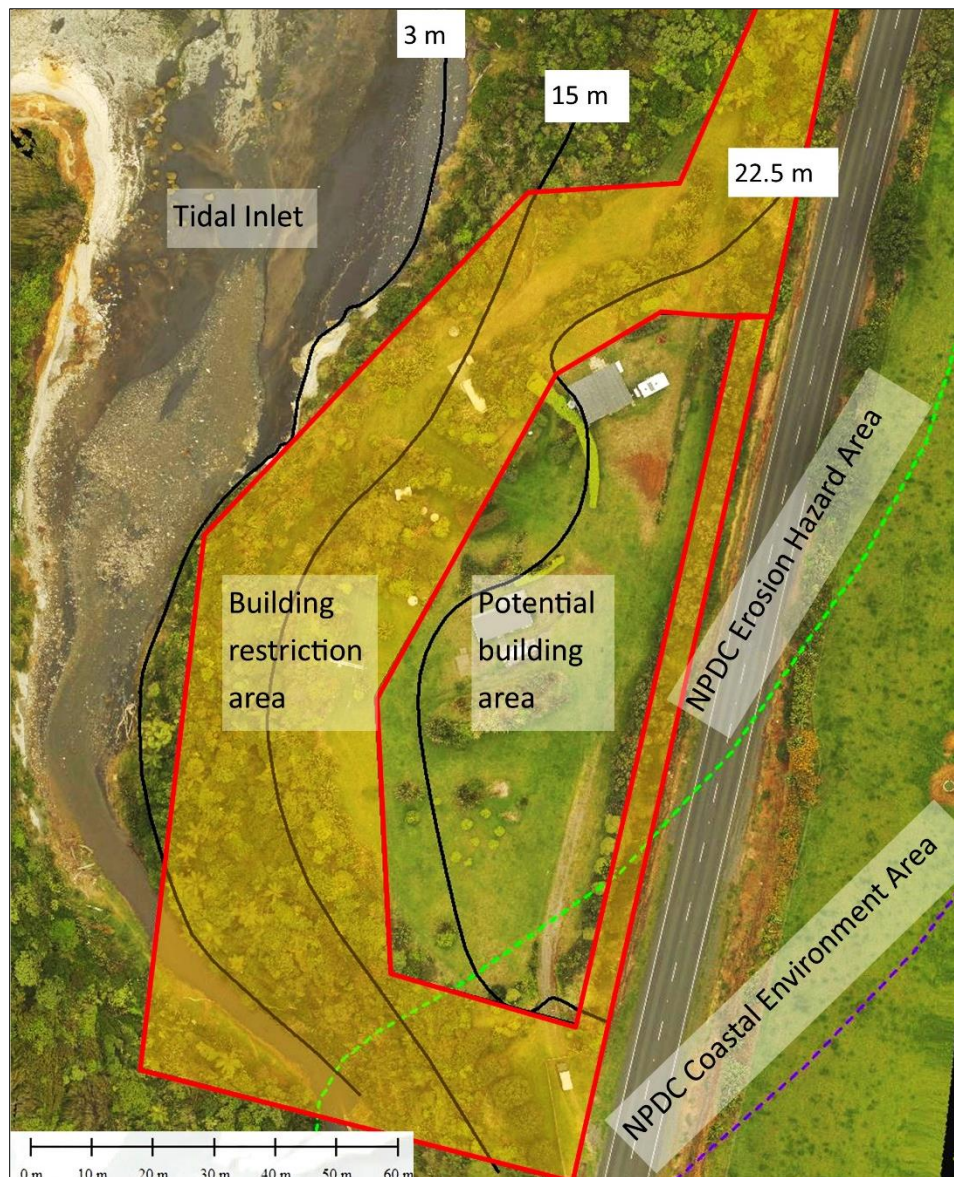 3 m
15 m
22.5 m
Tidal Inlet
Building
restriction
area
Potential
building
area
NPDC Erosion Hazard Area
NPDC Coastal Environment Area
0 m 10 m 20 m 30 m 40 m 50 m 60 m